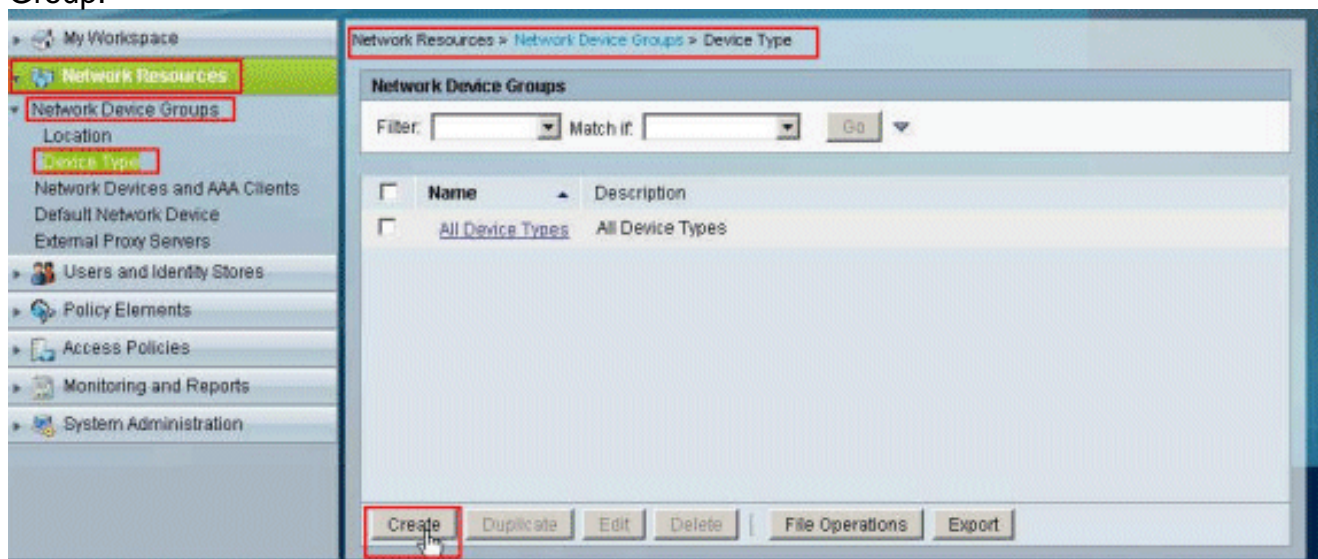 Group.
My Workspace
Network Resources
Network Device Groups
Location
Device Type
Network Devices and AAA Clients
Default Network Device
External Proxy Servers
Users and Identity Stores
Policy Elements
Access Policies
Monitoring and Reports
System Administration
Network Resources > Network Device Groups > Device Type
Network Device Groups
Filter: Match if: Go
Name Description
All Device Types All Device Types
Create Duplicate Edit Delete | File Operations Export